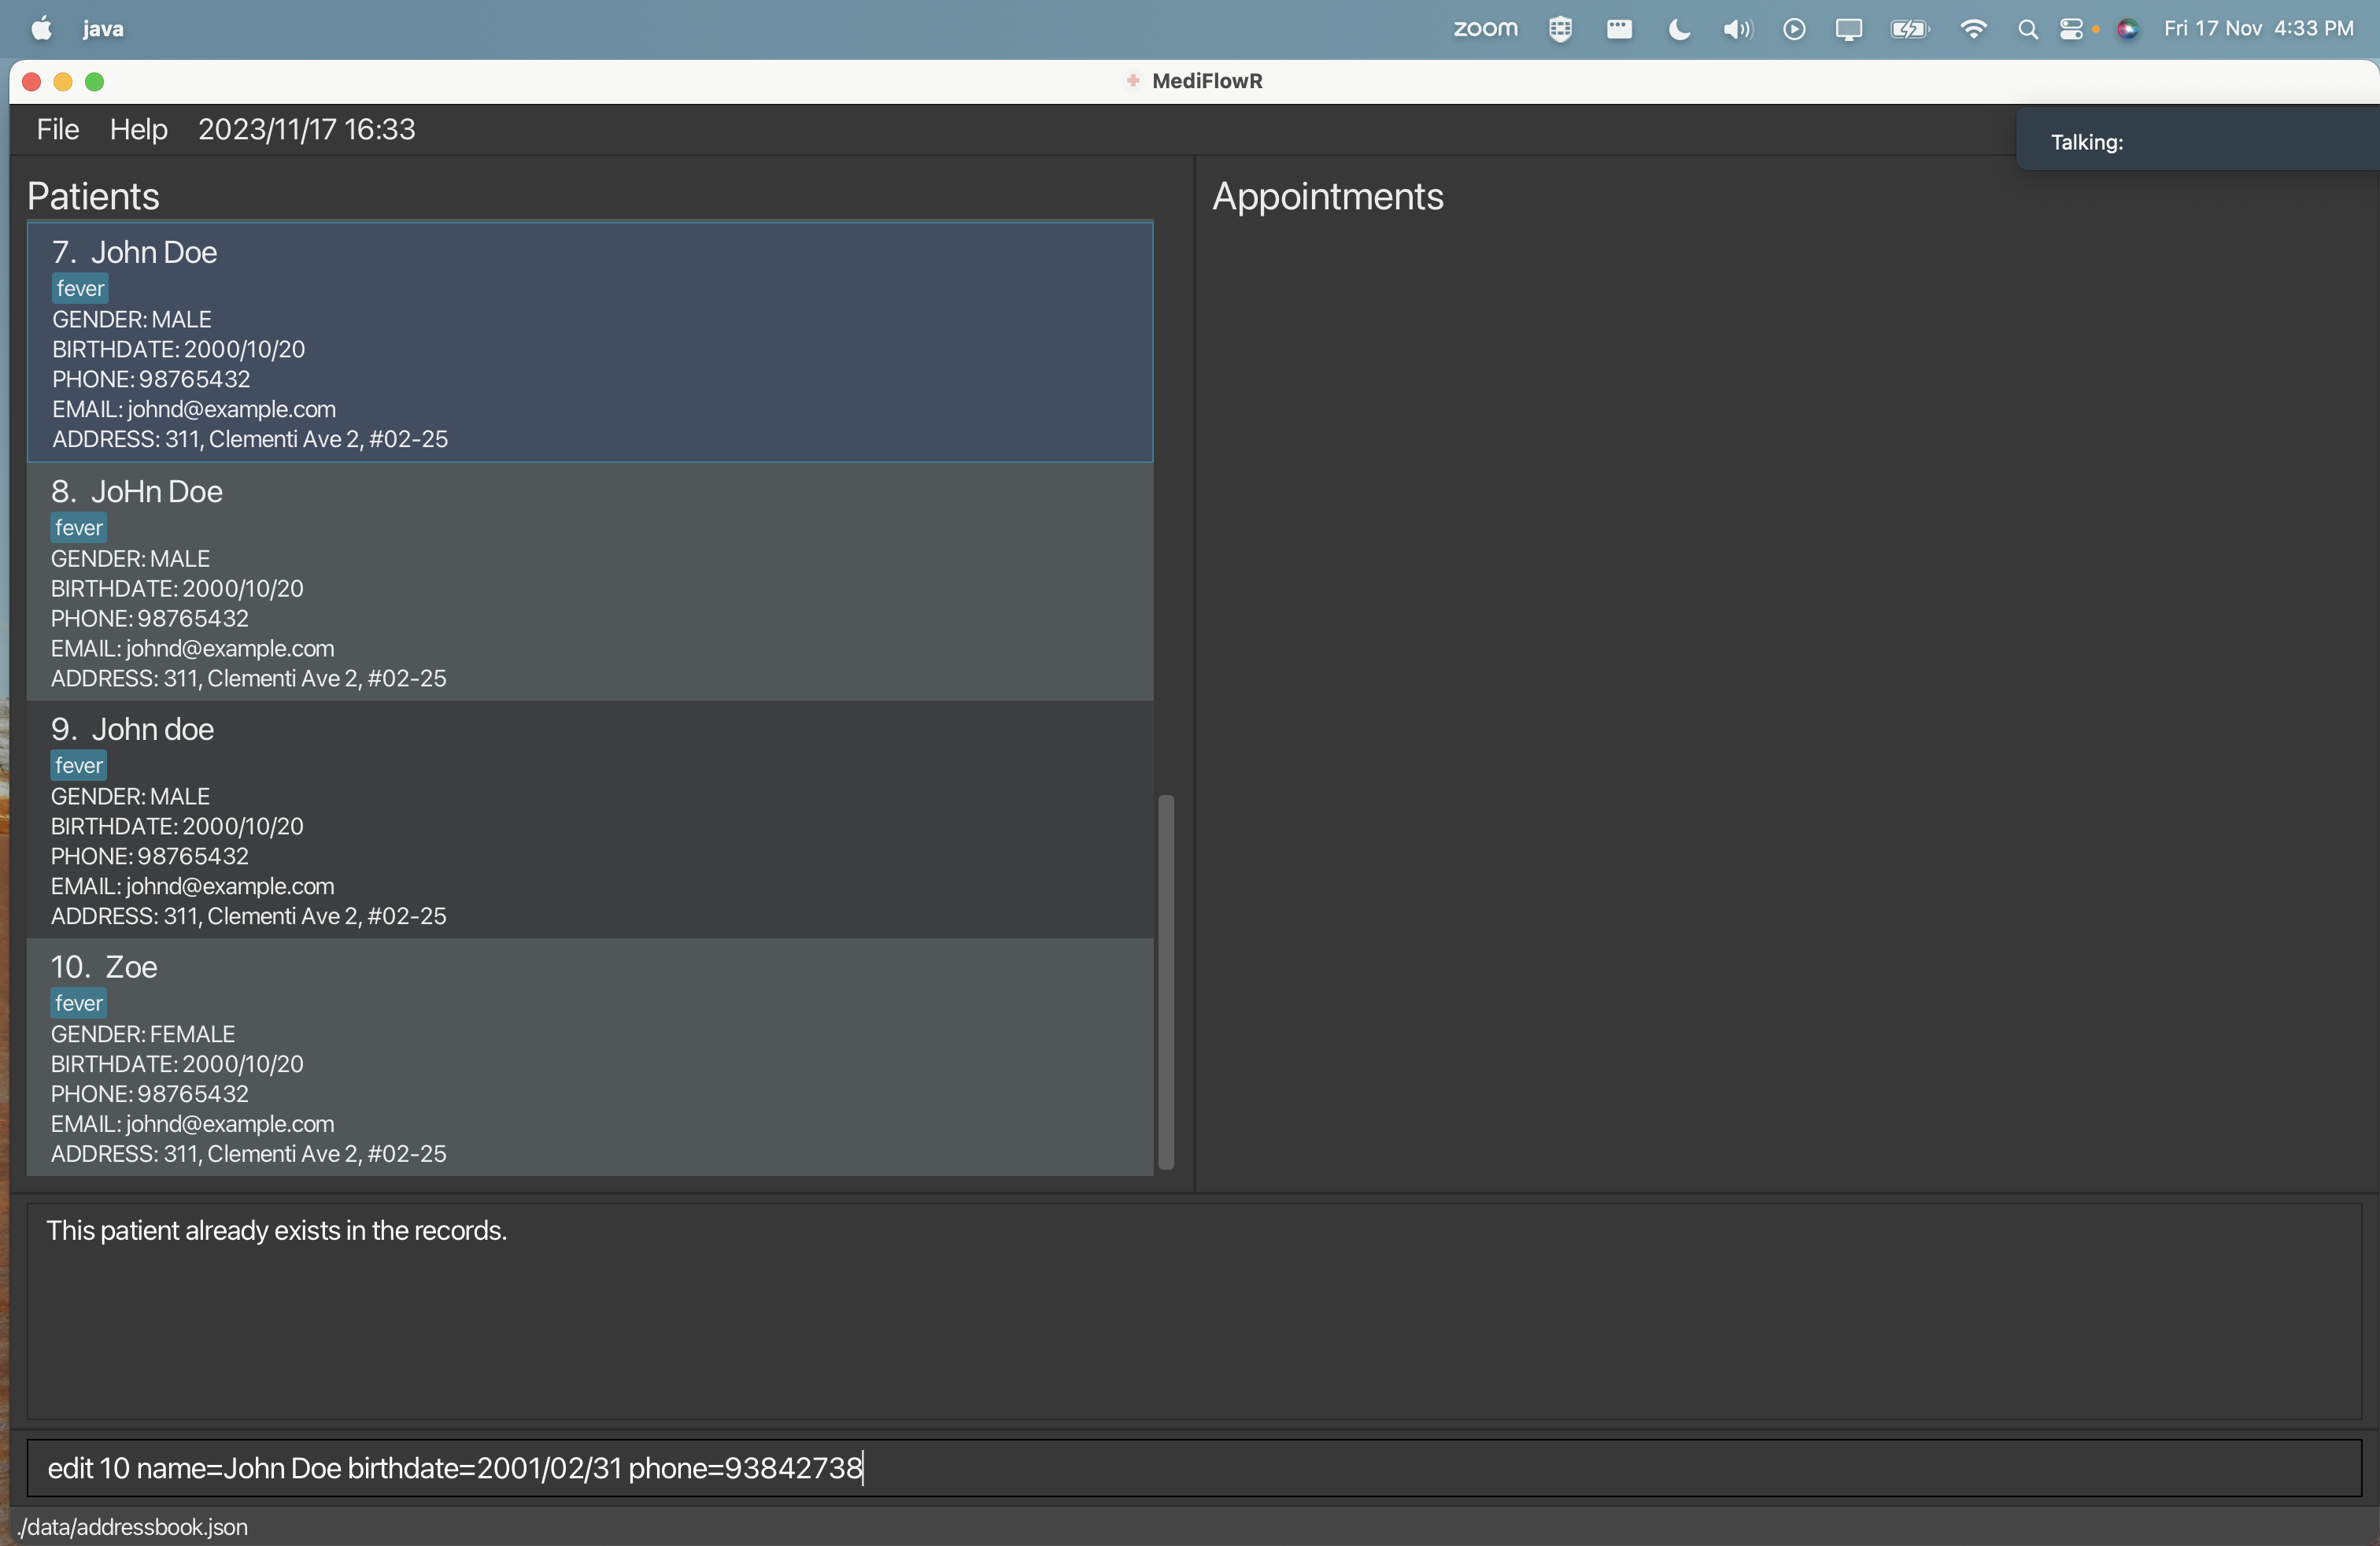 java
zoom
Fri 17 Nov 4:33 PM
MediFlowR
File Help 2023/11/17 16:33
Talking:
Patients
Appointments
7. John Doe
fever
GENDER: MALE
BIRTHDATE: 2000/10/20
PHONE: 98765432
EMAIL: johnd@example.com
ADDRESS: 311, Clementi Ave 2, #02-25
8. JoHn Doe
fever
GENDER: MALE
BIRTHDATE: 2000/10/20
PHONE: 98765432
EMAIL: johnd@example.com
ADDRESS: 311, Clementi Ave 2, #02-25
9. John doe
fever
GENDER: MALE
BIRTHDATE: 2000/10/20
PHONE: 98765432
EMAIL: johnd@example.com
ADDRESS: 311, Clementi Ave 2, #02-25
10. Zoe
fever
GENDER: FEMALE
BIRTHDATE: 2000/10/20
PHONE: 98765432
EMAIL: johnd@example.com
ADDRESS: 311, Clementi Ave 2, #02-25
This patient already exists in the records.
edit 10 name=John Doe birthdate=2001/02/31 phone=93842738
./data/addressbook.json